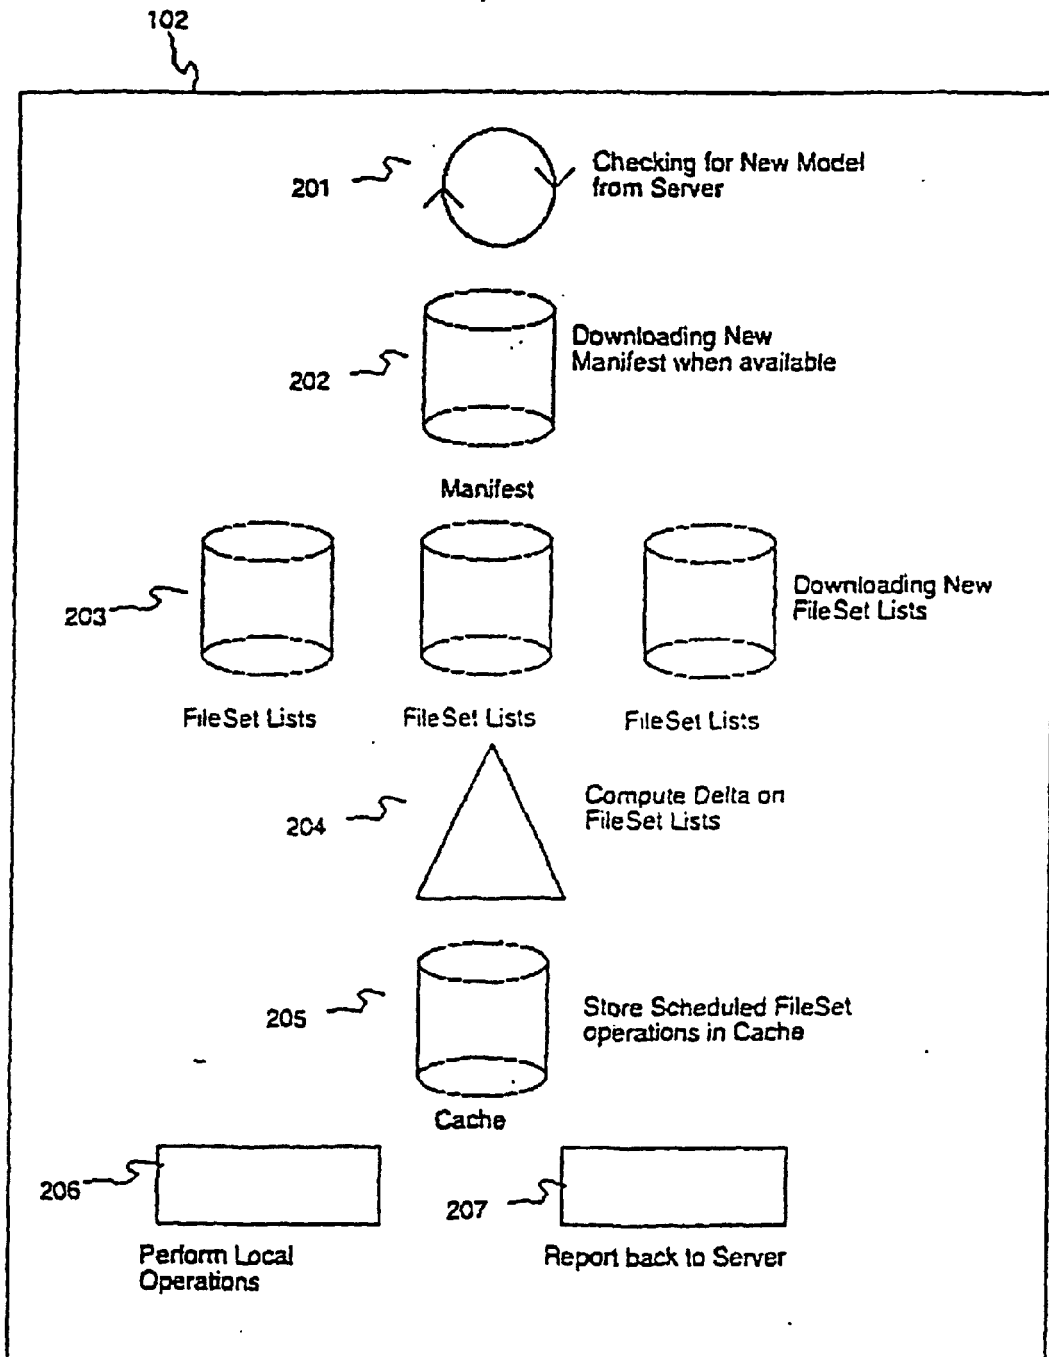 102
201
Checking for New Model
from Server
202
Downloading New
Manifest when available
Manifest
203
Downloading New
FileSet Lists
FileSet Lists
FileSet Lists
FileSet Lists
204
Compute Delta on
FileSet Lists
205
Store Scheduled FileSet
operations in Cache
Cache
206
207
Perform Local
Operations
Report back to Server